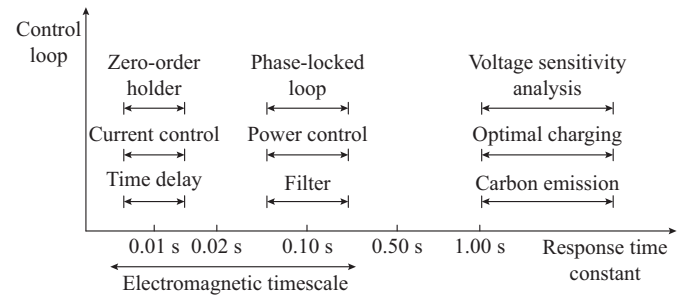 Control
loop
Zero-order
holder
Phase-locked
loop
Voltage sensitivity
analysis
Current control
Power control
Optimal charging
Time delay
Filter
Carbon emission
0.01 s
0.02 s
0.10 s
0.50 s
1.00 s
Response time
constant
Electromagnetic timescale